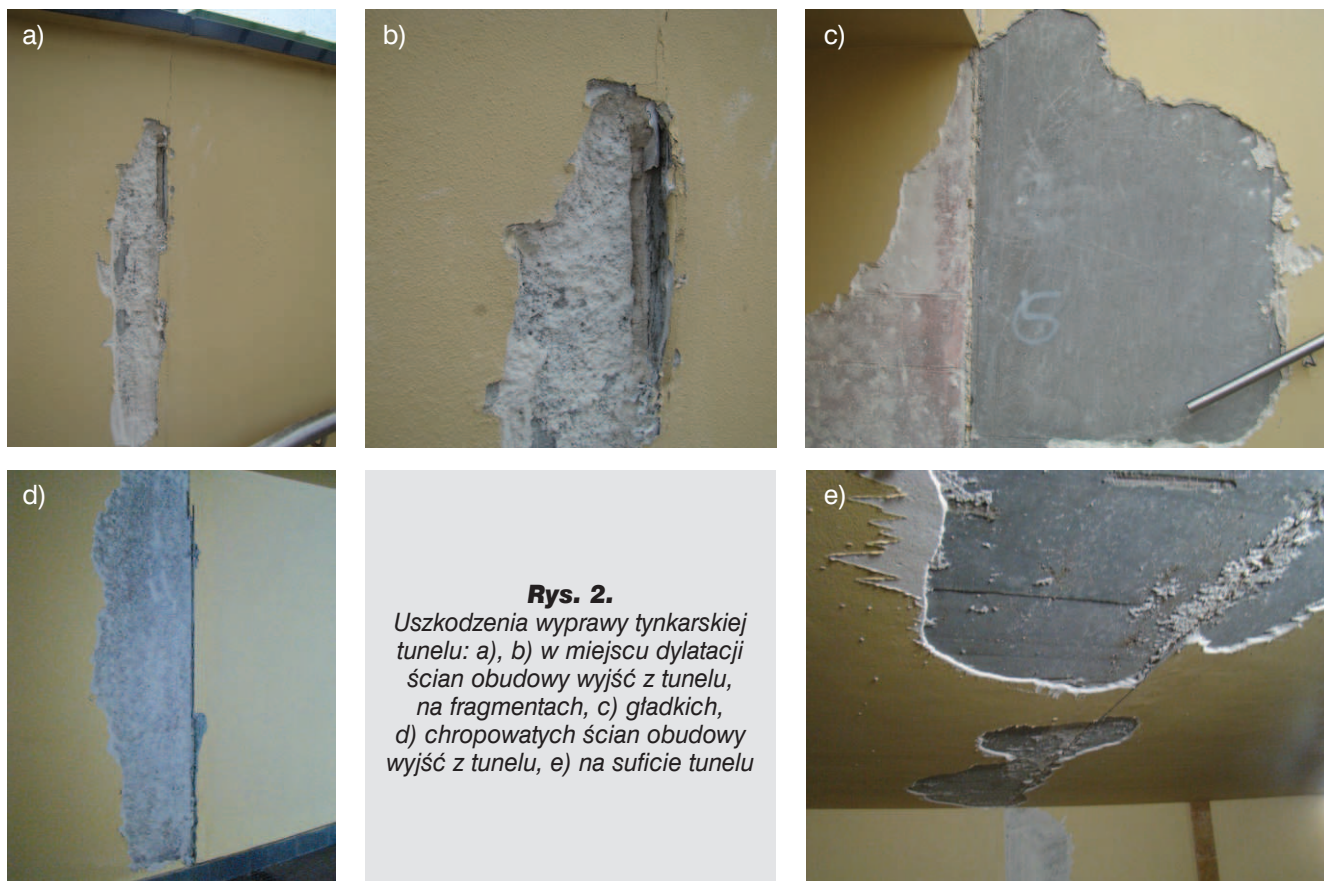 a)
b)
c)
d)
Rys. 2.
Uszkodzenia wyprawy tynkarskiej
tunelu: a), b) w miejscu dylatacji
ścian obudowy wyjść z tunelu,
na fragmentach, c) gładkich,
d) chropowatych ścian obudowy
wyjść z tunelu, e) na suficie tunelu
e)